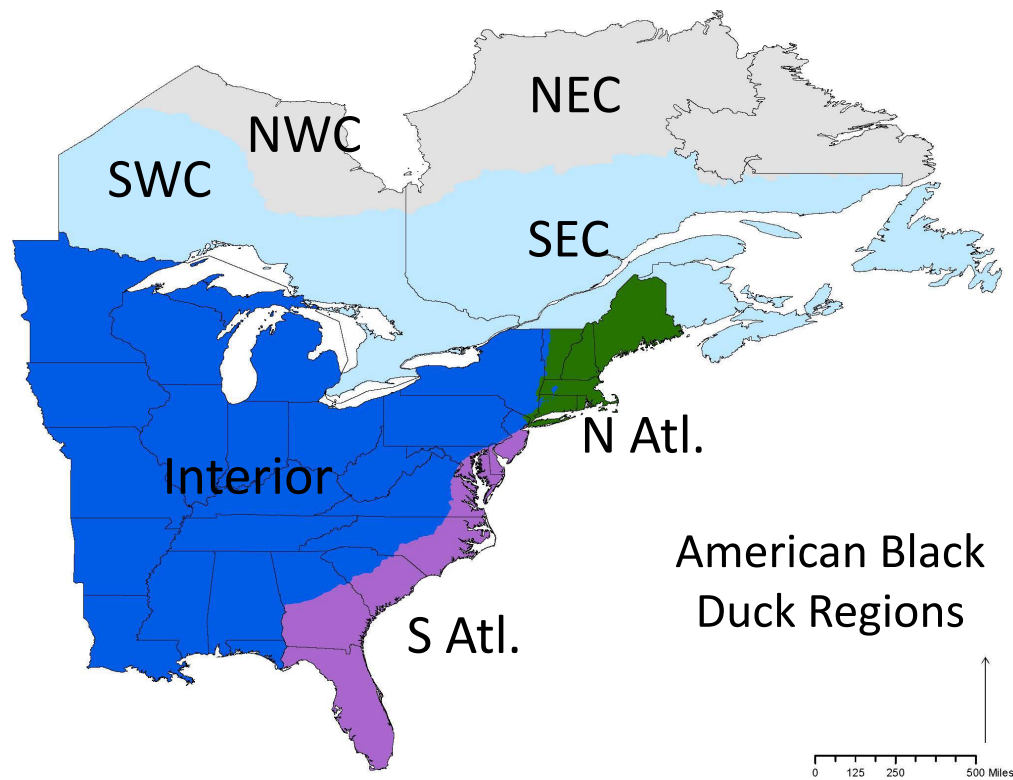 NEC
NWC
SWC
SEC
N Atl.
Interior
American Black
Duck Regions
S Atl.
0 125 250 500 Miles